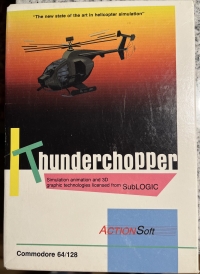 "The new state of the art in helicopter simulation"
Thunderchopper
Simulation animation and 3D
graphic technologies licensed from SubLOGIC
ACTIONSoft
Commodore 64/128